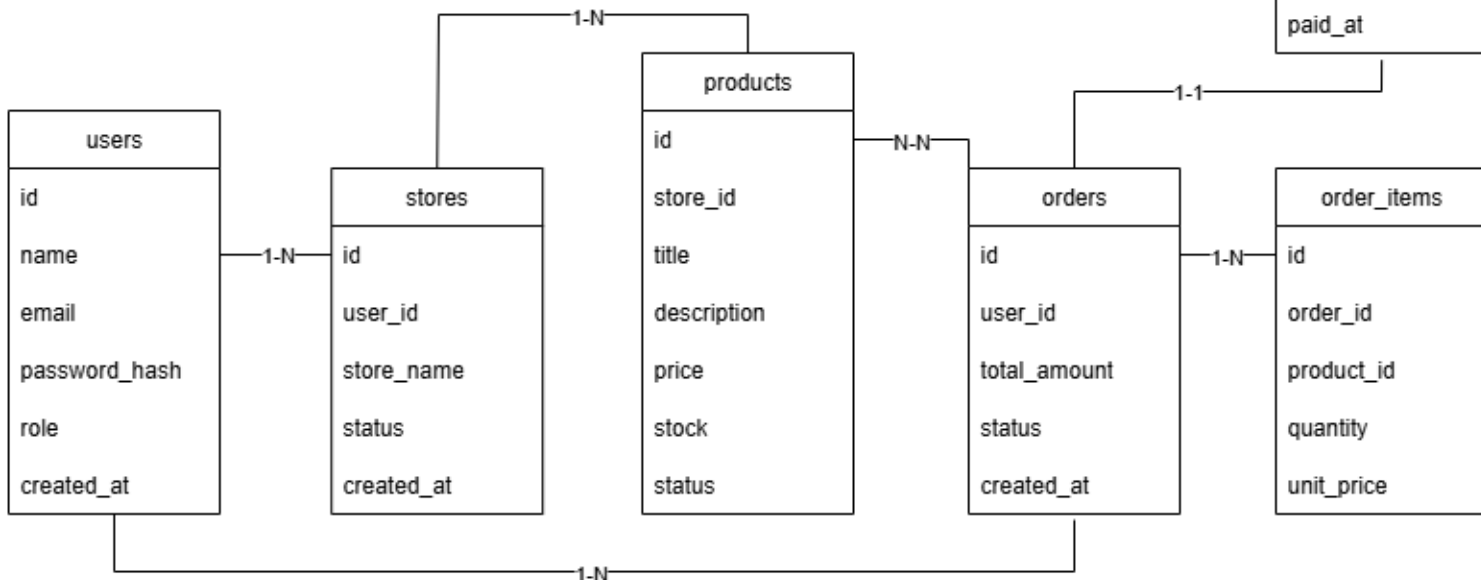 1-N
paid_at
products
1-1
users
id
N-N
id
store_id
stores
orders
order_items
name
1-N
id
title
id
1-N
id
email
user_id
description
user_id
order_id
password_hash
store_name
price
total_amount
product_id
role
status
stock
status
quantity
created_at
created_at
status
created_at
unit_price
1-N